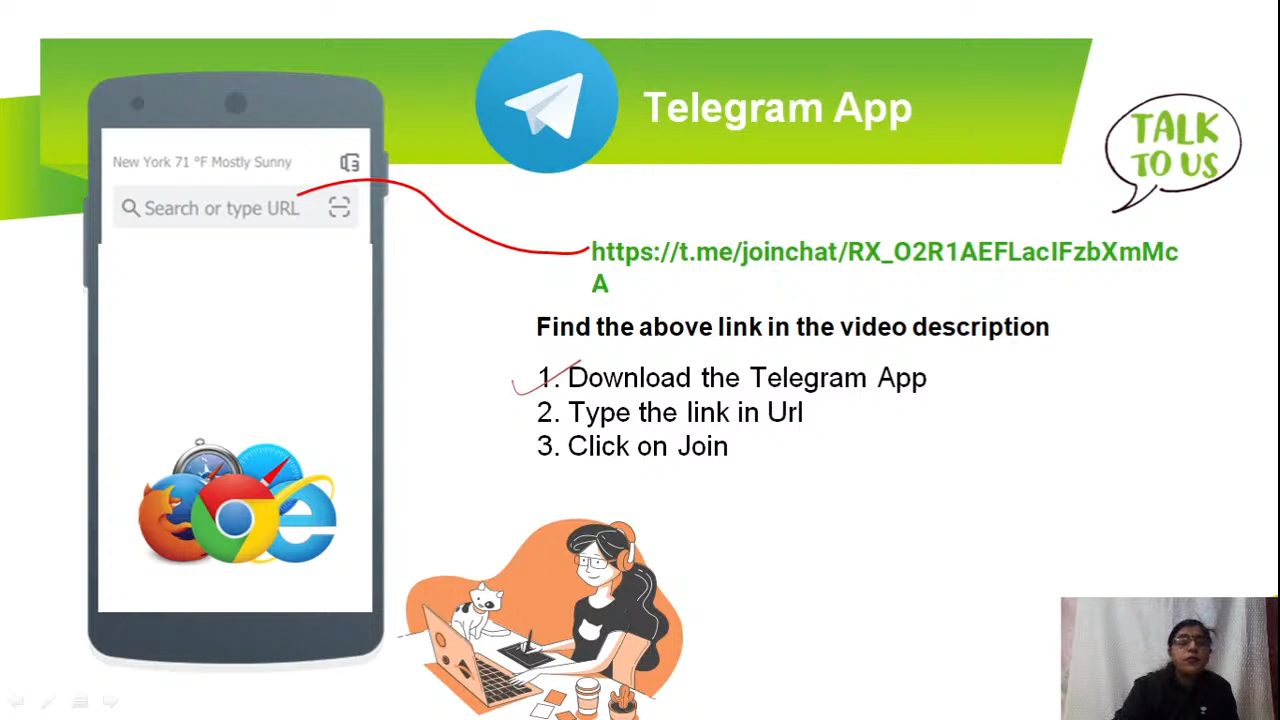 Telegram App
TALK
TO US
New York 71 °F Mostly Sunny
Search or type URL
https://t.me/joinchat/RX_O2R1AEFLacIFzbXmMc
A
Find the above link in the video description
1. Download the Telegram App
2. Type the link in Url
3. Click on Join